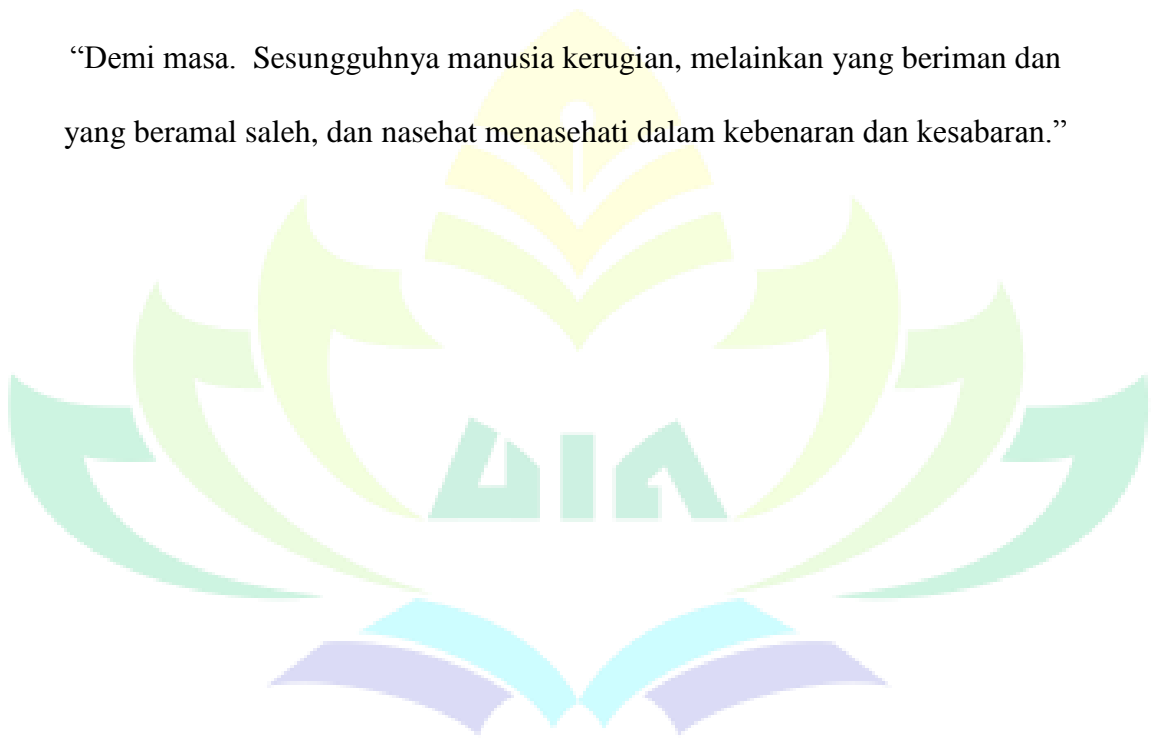 “Demi masa.  Sesungguhnya manusia kerugian, melainkan yang beriman dan
yang beramal saleh, dan nasehat menasehati dalam kebenaran dan kesabaran.”